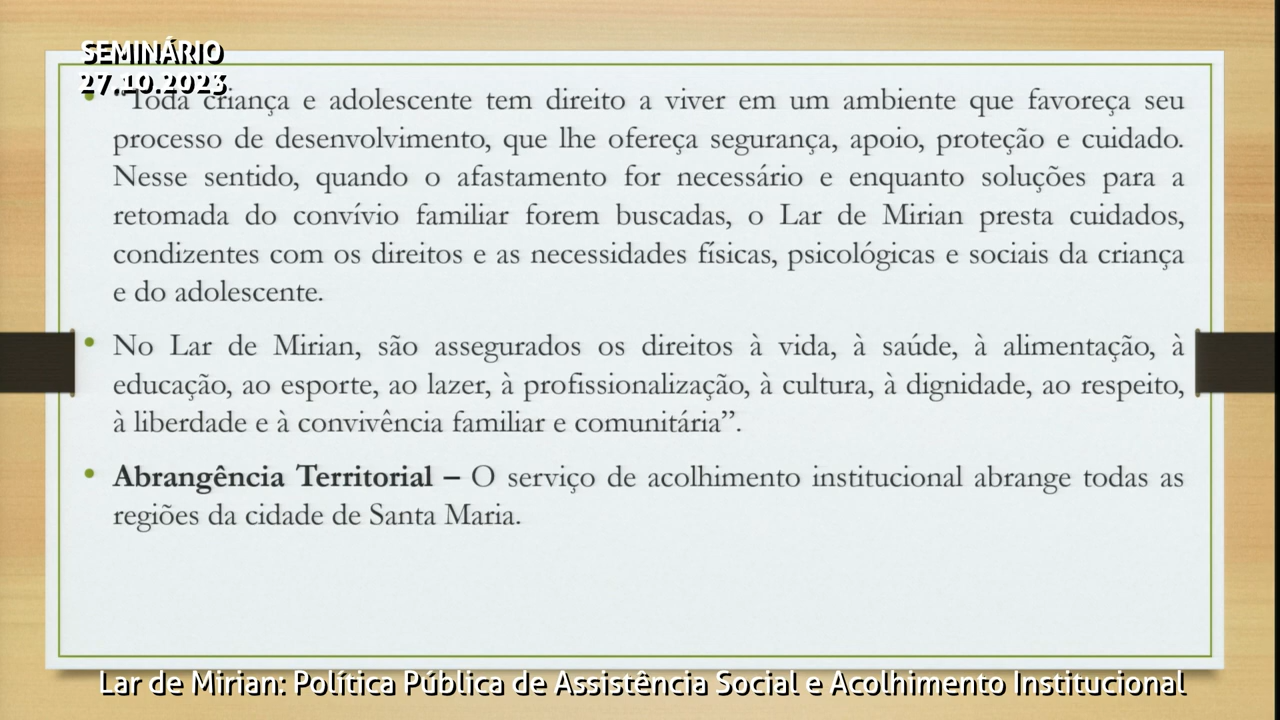 SEMINÁRIO
27.10.2023
• “Toda criança e adolescente tem direito a viver em um ambiente que favoreça seu
processo de desenvolvimento, que lhe ofereça segurança, apoio, proteção e cuidado.
Nesse sentido, quando o afastamento for necessário e enquanto soluções para a
retomada do convívio familiar forem buscadas, o Lar de Mirian presta cuidados,
condizentes com os direitos e as necessidades físicas, psicológicas e sociais da criança
e do adolescente.
• No Lar de Mirian, são assegurados os direitos à vida, à saúde, à alimentação, à
educação, ao esporte, ao lazer, à profissionalização, à cultura, à dignidade, ao respeito,
à liberdade e à convivência familiar e comunitária”.
• Abrangência Territorial – O serviço de acolhimento institucional abrange todas as
regiões da cidade de Santa Maria.
Lar de Mirian: Política Pública de Assistência Social e Acolhimento Institucional